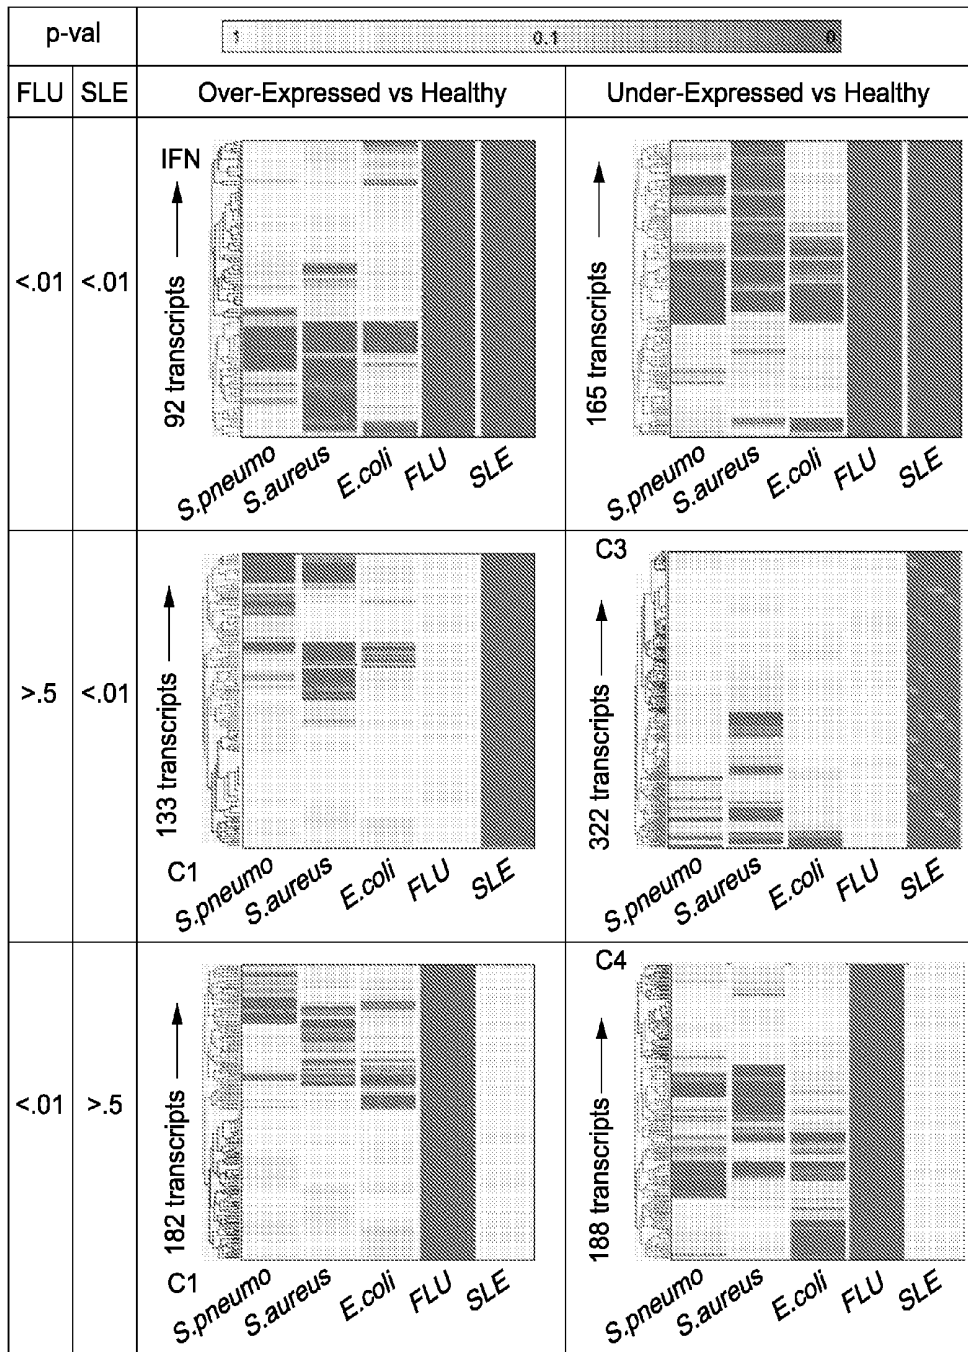 p-val
1 0.1 0
FLU SLE Over-Expressed vs Healthy Under-Expressed vs Healthy
<.01 <.01
IFN
92 transcripts
S.pneumo S.aureus E.coli FLU SLE
165 transcripts
S.pneumo S.aureus E.coli FLU SLE
>.5 <.01
133 transcripts
C1
S.pneumo S.aureus E.coli FLU SLE
C3
322 transcripts
S.pneumo S.aureus E.coli FLU SLE
<.01 >.5
182 transcripts
C1
S.pneumo S.aureus E.coli FLU SLE
C4
188 transcripts
S.pneumo S.aureus E.coli FLU SLE